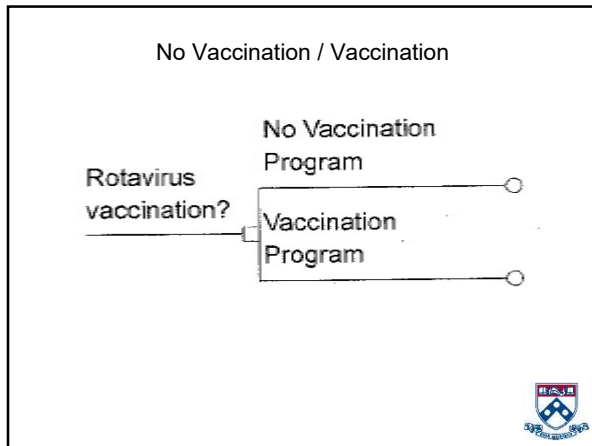 No Vaccination / Vaccination
No Vaccination
Program
Rotavirus
vaccination?
Vaccination
Program